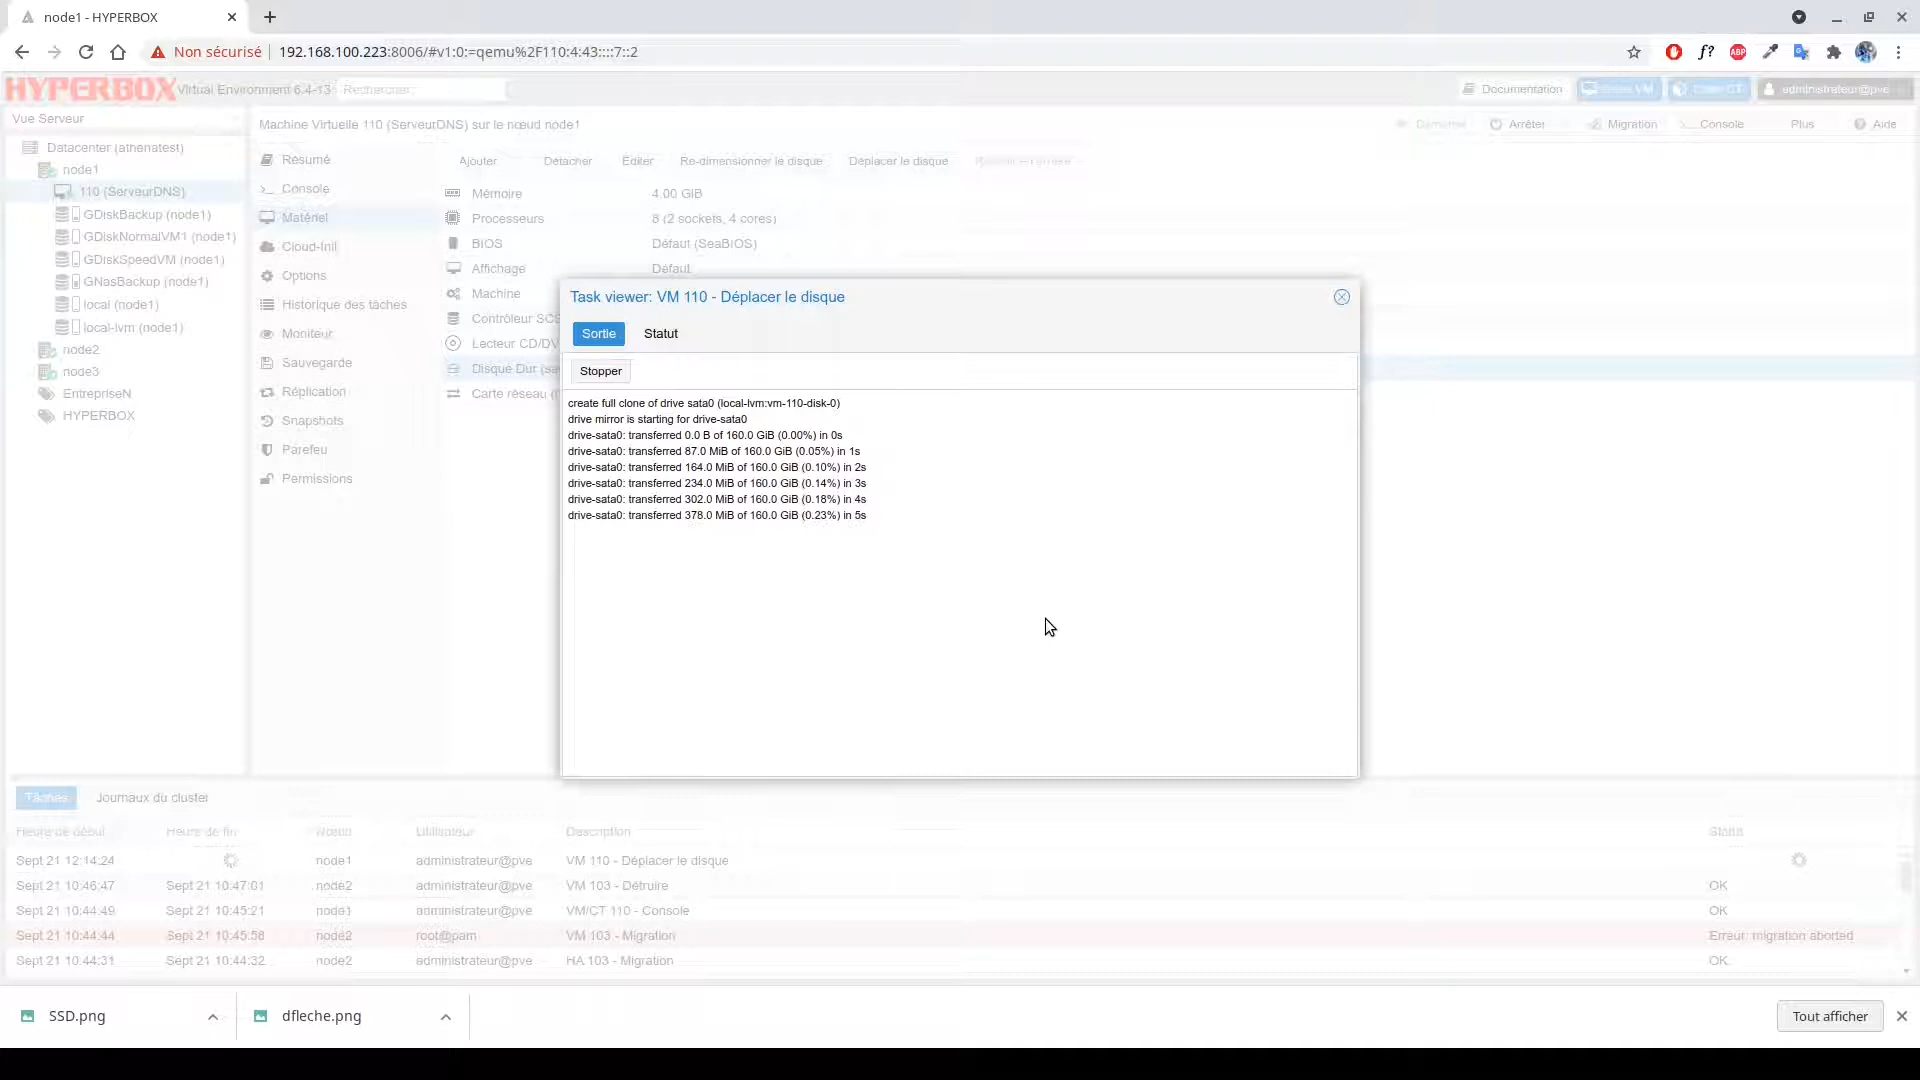 node1 - HYPERBOX
Non sécurisé 192.168.100.223:8006/#v1:0:=qemu%2F110:4:43::::7::2
HYPERBOX Virtual Environment 6.4-13 Rechercher Documentation Créer VM Créer CT administrateur@pve
Vue Serveur
Machine Virtuelle 110 (ServeurDNS) sur le nœud node1 Démarrer Arrêter Migration Console Plus Aide
Datacenter (athenatest)
node1
110 (ServeurDNS)
GDiskBackup (node1)
GDiskNormalVM1 (node1)
GDiskSpeedVM (node1)
GNasBackup (node1)
local (node1)
local-lvm (node1)
node2
node3
EntrepriseN
HYPERBOX
Résumé
Console
Matériel
Cloud-Init
Options
Historique des tâches
Moniteur
Sauvegarde
Réplication
Snapshots
Parefeu
Permissions
Ajouter Détacher Éditer Re-dimensionner le disque Déplacer le disque
Mémoire 4.00 GiB
Processeurs 8 (2 sockets, 4 cores)
BIOS Défaut (SeaBIOS)
Affichage Défaut
Machine
Contrôleur SCS
Lecteur CD/DV
Disque Dur (sa
Carte réseau (n
Task viewer: VM 110 - Déplacer le disque
Sortie Statut
Stopper
create full clone of drive sata0 (local-lvm:vm-110-disk-0)
drive mirror is starting for drive-sata0
drive-sata0: transferred 0.0 B of 160.0 GiB (0.00%) in 0s
drive-sata0: transferred 87.0 MiB of 160.0 GiB (0.05%) in 1s
drive-sata0: transferred 164.0 MiB of 160.0 GiB (0.10%) in 2s
drive-sata0: transferred 234.0 MiB of 160.0 GiB (0.14%) in 3s
drive-sata0: transferred 302.0 MiB of 160.0 GiB (0.18%) in 4s
drive-sata0: transferred 378.0 MiB of 160.0 GiB (0.23%) in 5s
Tâches Journaux du cluster
Heure de début Heure de fin Nœud Utilisateur Description Statut
Sept 21 12:14:24 node1 administrateur@pve VM 110 - Déplacer le disque
Sept 21 10:46:47 Sept 21 10:47:01 node2 administrateur@pve VM 103 - Détruire OK
Sept 21 10:44:49 Sept 21 10:45:21 node1 administrateur@pve VM/CT 110 - Console OK
Sept 21 10:44:44 Sept 21 10:45:58 node2 root@pam VM 103 - Migration Erreur: migration aborted
Sept 21 10:44:31 Sept 21 10:44:32 node2 administrateur@pve HA 103 - Migration OK
SSD.png dfleche.png Tout afficher